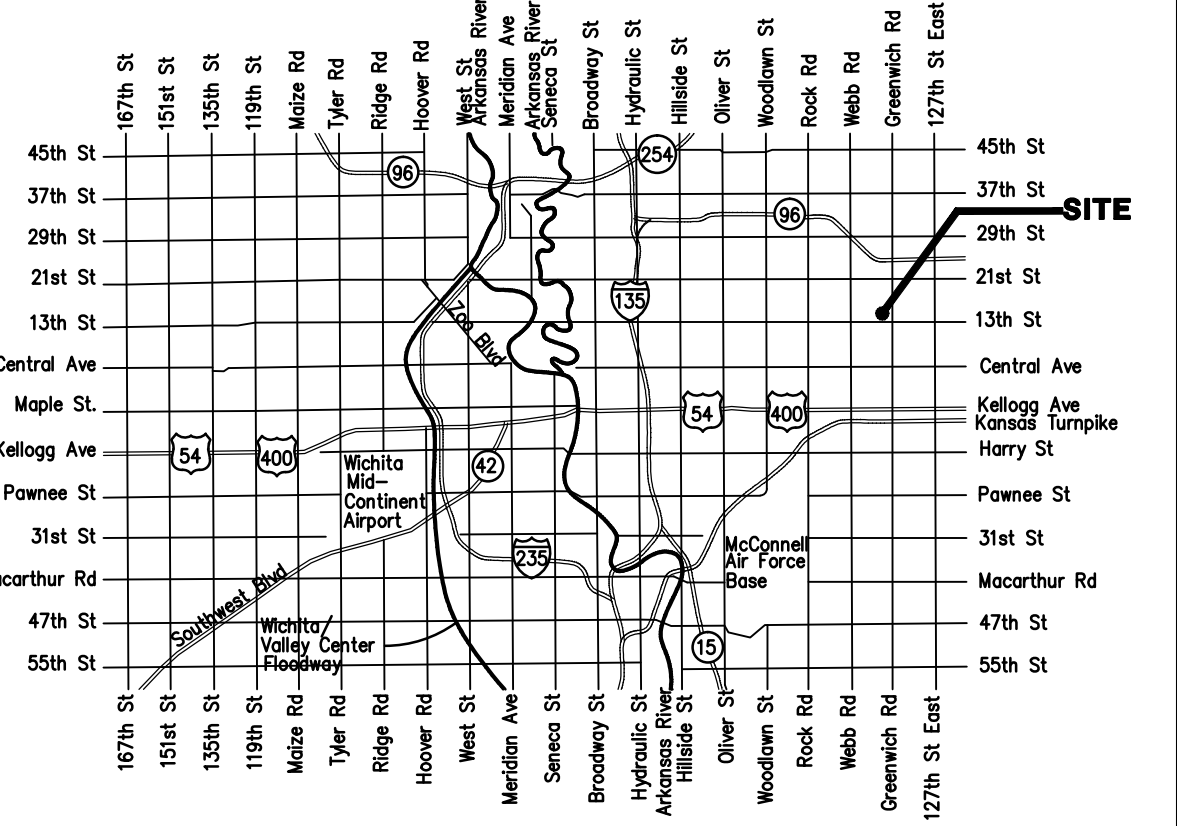 167th St
151st St
135th St
119th St
Maize Rd
Tyler Rd
Ridge Rd
Hoover Rd
West St
Arkansas River
Meridian Ave
Arkansas River
Seneca St
Broadway St
Hydraulic St
Hillside St
Oliver St
Woodlawn St
Rock Rd
Webb Rd
Greenwich Rd
127th St East
45th St
37th St
29th St
21st St
13th St
Central Ave
Maple St.
Kellogg Ave
Pawnee St
31st St
acarthur Rd
47th St
55th St
96
254
96
135
Zoo Blvd
54
400
54
400
42
Wichita
Mid-
Continent
Airport
235
McConnell
Air Force
Base
Southwest Blvd
Wichita/
Valley Center
Floodway
15
45th St
37th St
SITE
29th St
21st St
13th St
Central Ave
Kellogg Ave
Kansas Turnpike
Harry St
Pawnee St
31st St
Macarthur Rd
47th St
55th St
167th St
151st St
135th St
119th St
Maize Rd
Tyler Rd
Ridge Rd
Hoover Rd
West St
Meridian Ave
Seneca St
Broadway St
Hydraulic St
Arkansas River
Hillside St
Oliver St
Woodlawn St
Rock Rd
Webb Rd
Greenwich Rd
127th St East